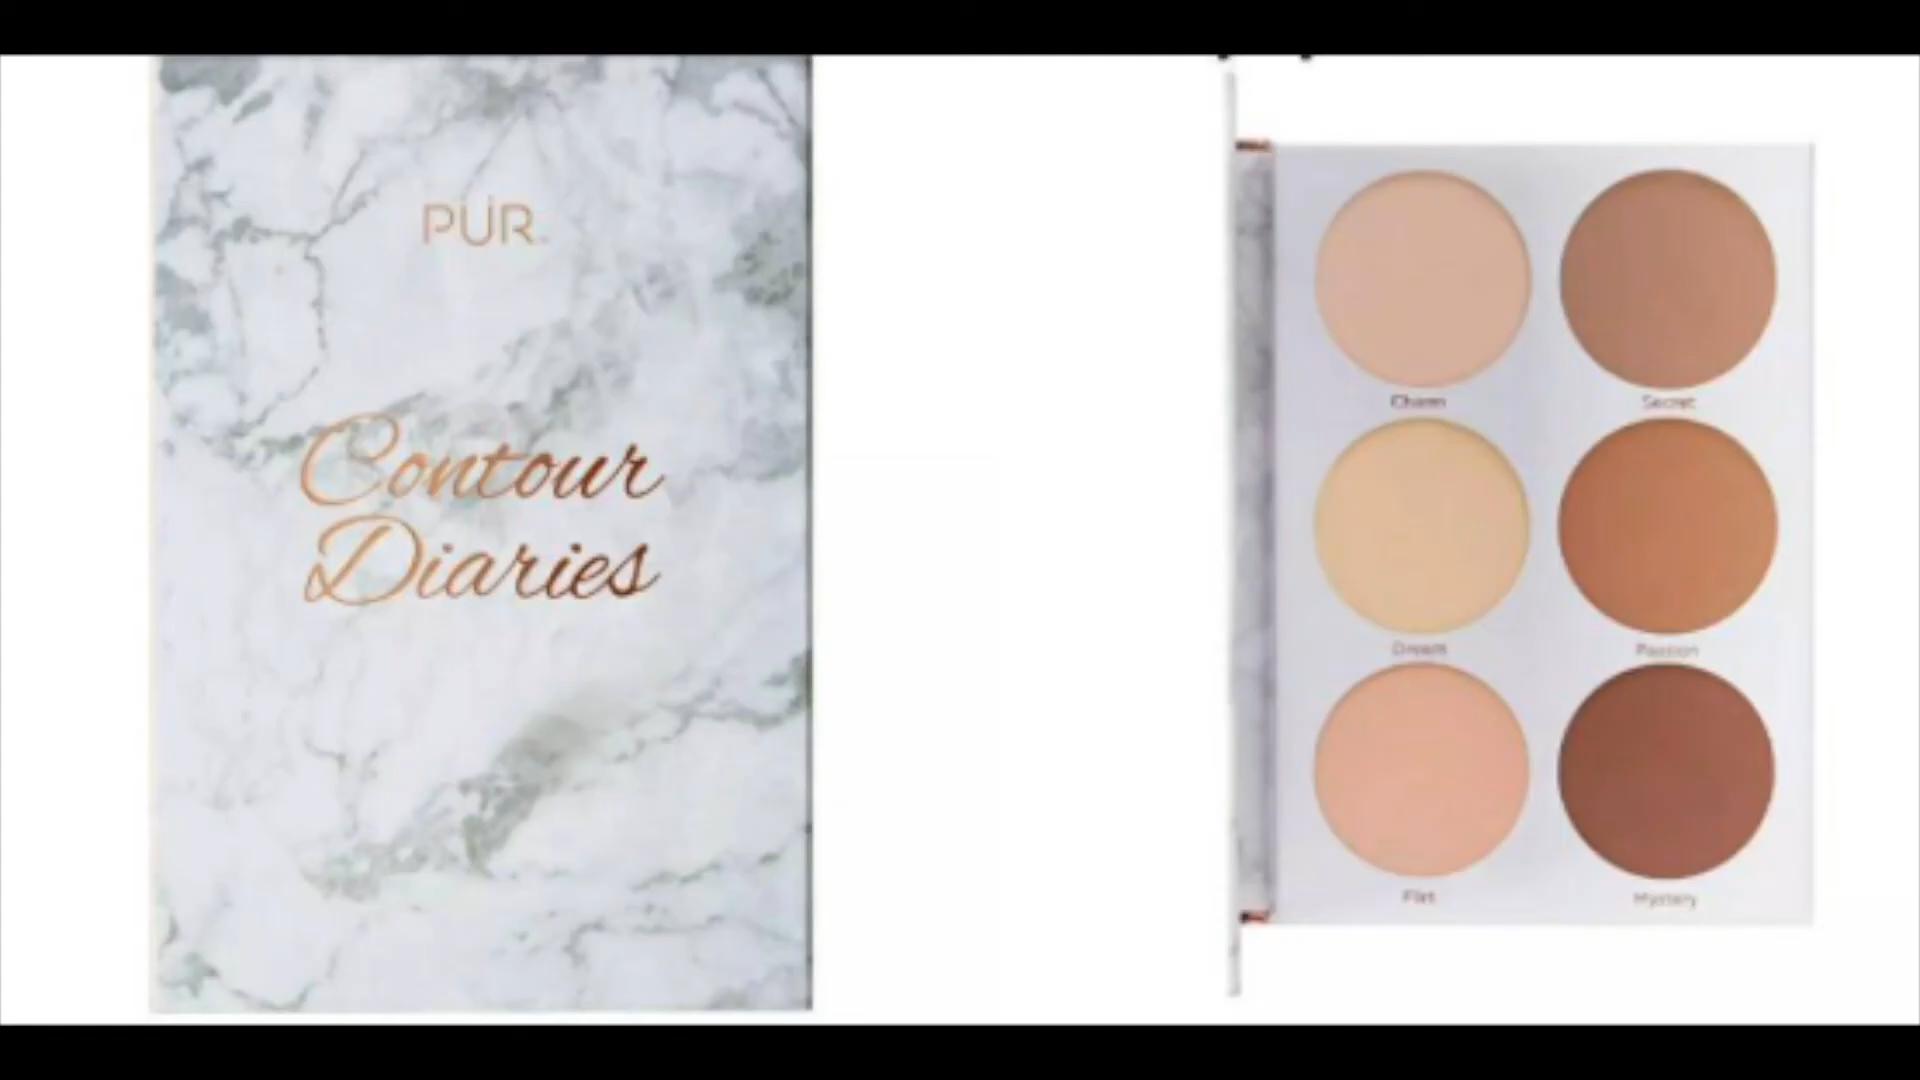 PÜR
Contour
Diaries
Charm
Secret
Dream
Passion
Flirt
Mystery